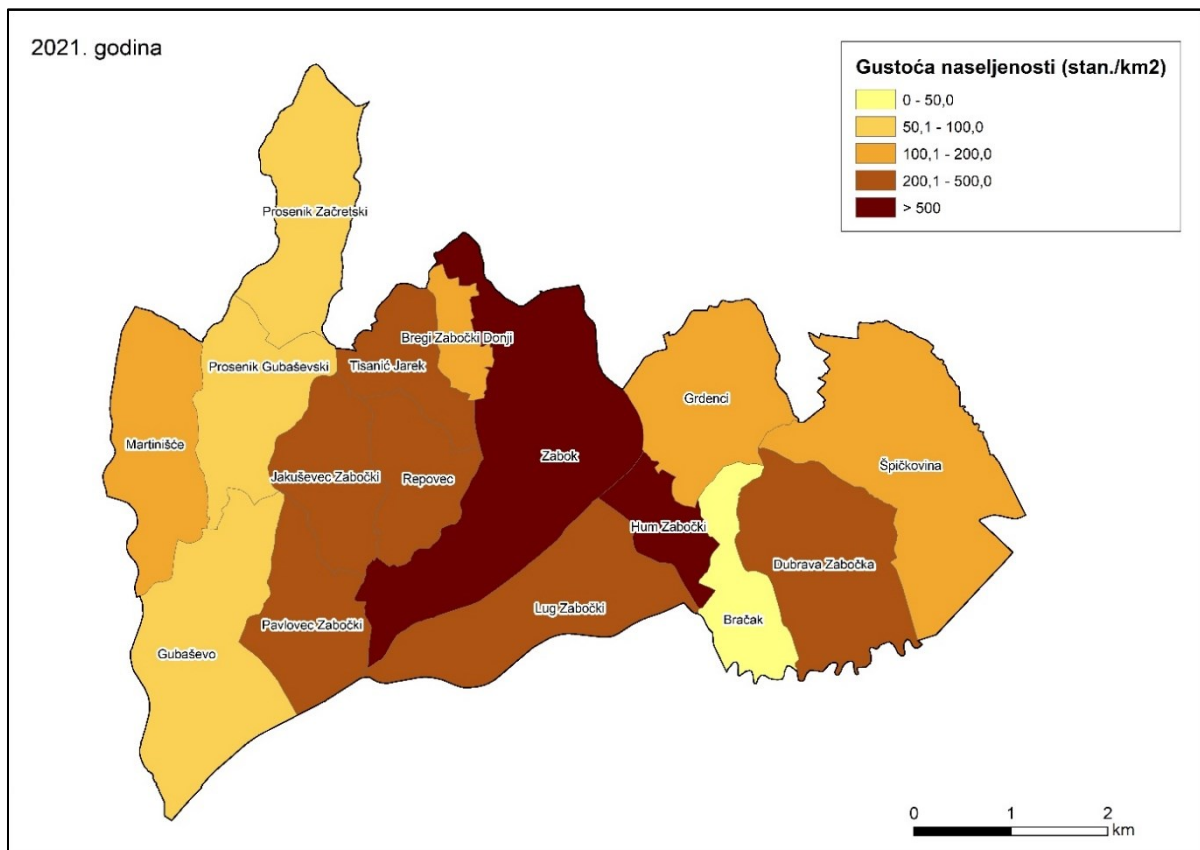 2021. godina
Gustoća naseljenosti (stan./km2)
0 - 50,0
50,1 - 100,0
100,1 - 200,0
200,1 - 500,0
> 500
Prosenik Začretski
Bregi Zabočki Donji
Prosenik Gubaševski
Tisanić Jarek
Grdenci
Martinišće
Zabok
Špičkovina
Jakuševec Zabočki
Repovec
Hum Zabočki
Dubrava Zabočka
Lug Zabočki
Pavlovec Zabočki
Bračak
Gubaševo
0 1 2
km